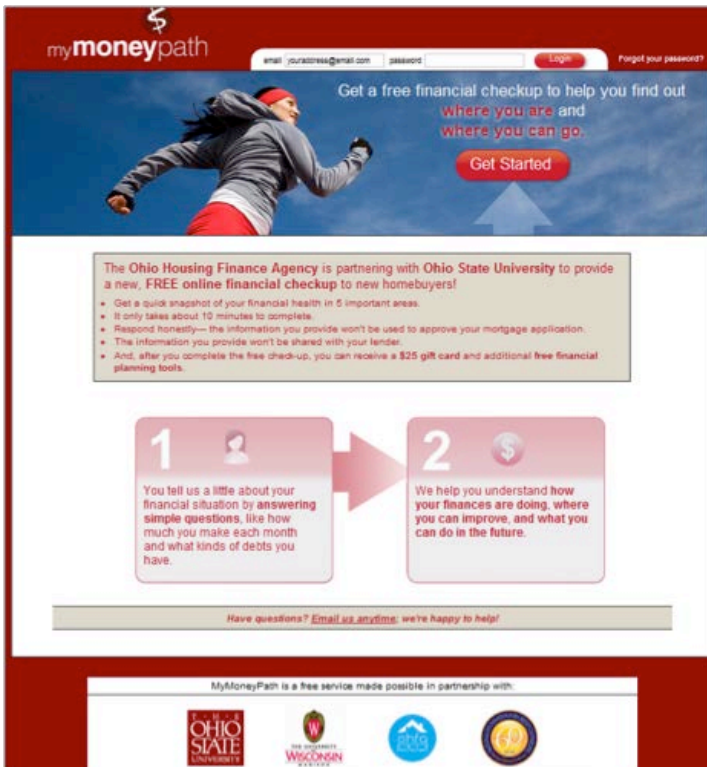 mymoneypath
email youraddress@email.com password Login Forgot your password?
Get a free financial checkup to help you find out
where you are and
where you can go.
Get Started
The Ohio Housing Finance Agency is partnering with Ohio State University to provide
a new, FREE online financial checkup to new homebuyers!
• Get a quick snapshot of your financial health in 5 important areas.
• It only takes about 10 minutes to complete.
• Respond honestly— the information you provide won't be used to approve your mortgage application.
• The information you provide won't be shared with your lender.
• And, after you complete the free check-up, you can receive a $25 gift card and additional free financial
planning tools.
1
You tell us a little about your
financial situation by answering
simple questions, like how
much you make each month
and what kinds of debts you
have.
2
$
We help you understand how
your finances are doing, where
you can improve, and what you
can do in the future.
Have questions? Email us anytime; we're happy to help!
MyMoneyPath is a free service made possible in partnership with:
THE
OHIO
STATE
UNIVERSITY
W
THE UNIVERSITY
of
WISCONSIN
MADISON
ohfa